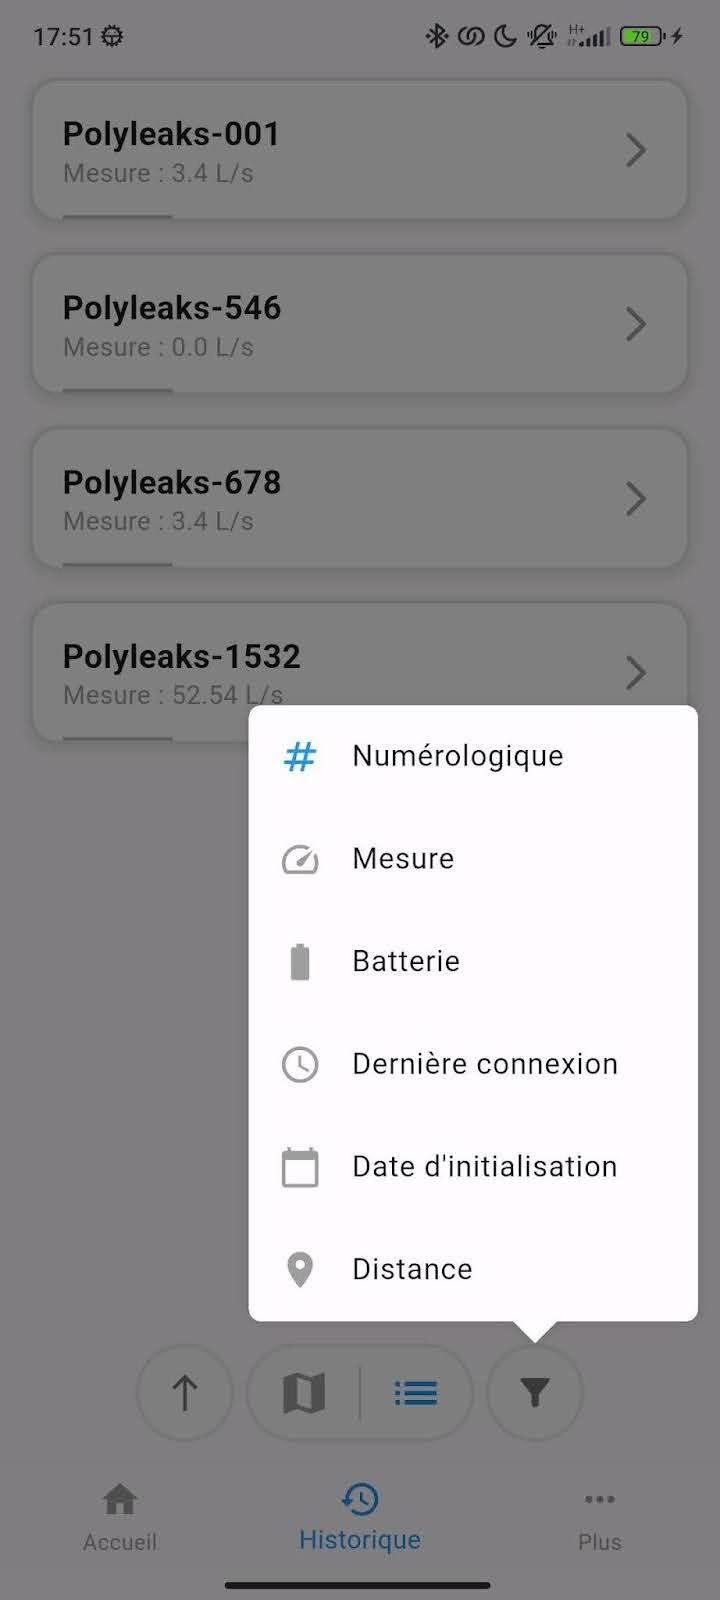 17:51
H+
79
Polyleaks-001
Mesure : 3.4 L/s
Polyleaks-546
Mesure : 0.0 L/s
Polyleaks-678
Mesure : 3.4 L/s
Polyleaks-1532
Mesure : 52.54 L/s
# Numérologique
Mesure
Batterie
Dernière connexion
Date d'initialisation
Distance
Accueil
Historique
Plus